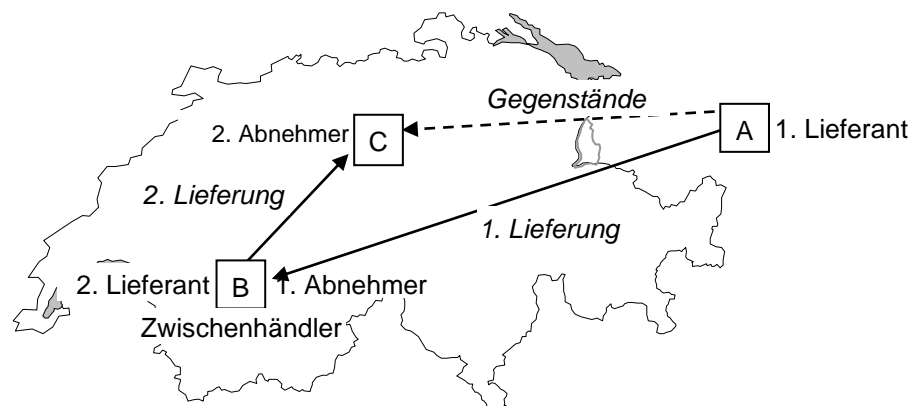 Gegenstände
A
1. Lieferant
2. Abnehmer
C
2. Lieferung
1. Lieferung
2. Lieferant
B
1. Abnehmer
Zwischenhändler